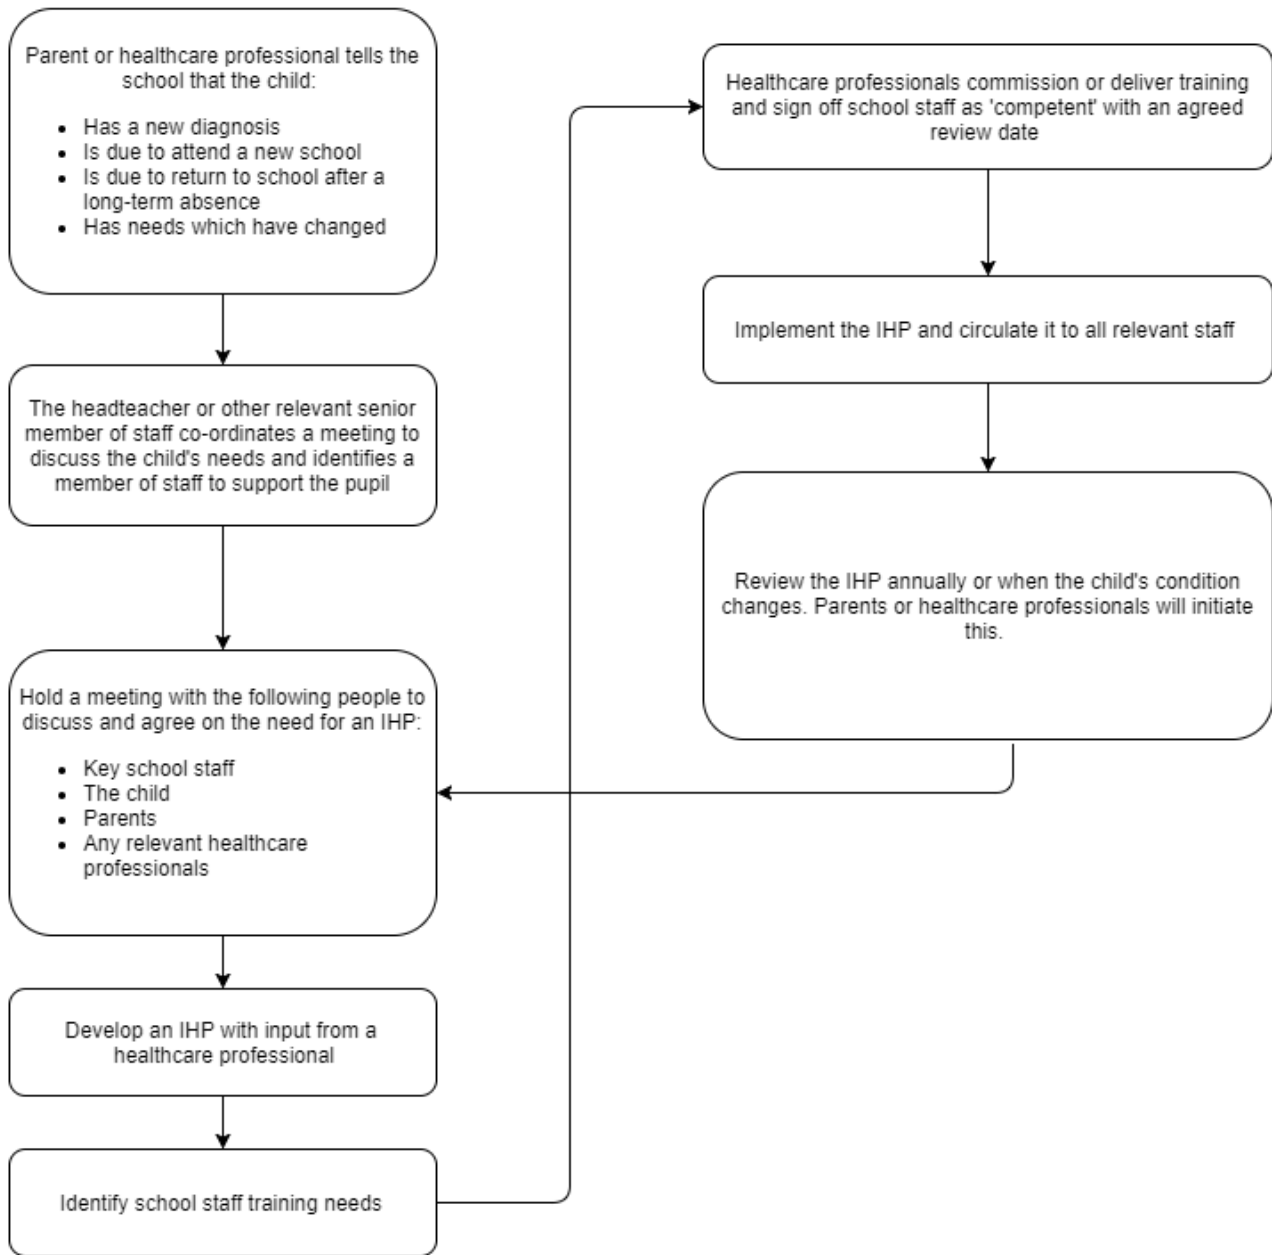 Parent or healthcare professional tells the
school that the child:
• Has a new diagnosis
• Is due to attend a new school
• Is due to return to school after a
long-term absence
• Has needs which have changed
The headteacher or other relevant senior
member of staff co-ordinates a meeting to
discuss the child's needs and identifies a
member of staff to support the pupil
Hold a meeting with the following people to
discuss and agree on the need for an IHP:
• Key school staff
• The child
• Parents
• Any relevant healthcare
professionals
Develop an IHP with input from a
healthcare professional
Identify school staff training needs
Healthcare professionals commission or deliver training
and sign off school staff as 'competent' with an agreed
review date
Implement the IHP and circulate it to all relevant staff
Review the IHP annually or when the child's condition
changes. Parents or healthcare professionals will initiate
this.